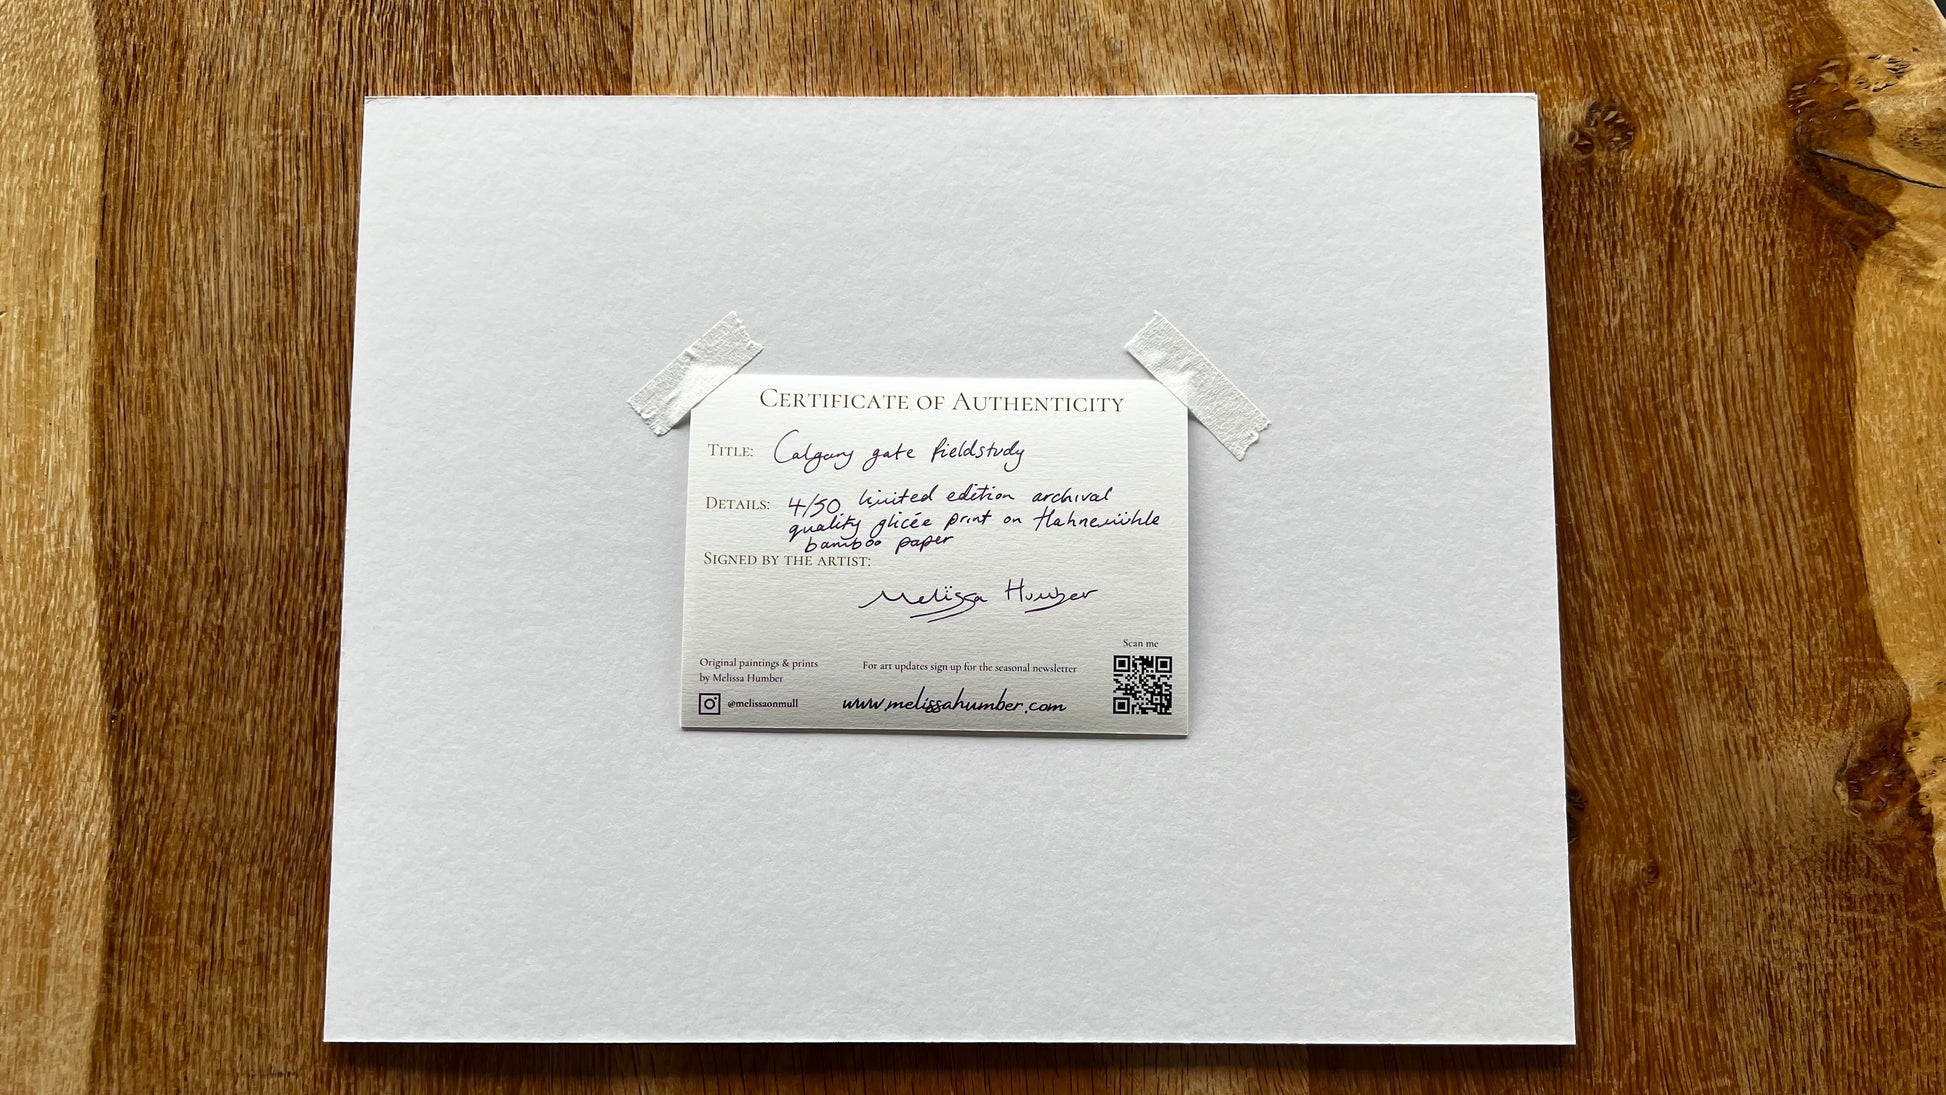 CERTIFICATE OF AUTHENTICITY
TITLE: Calgary gate fieldstudy
DETAILS: 4/50 limited edition archival
quality glicée print on Hahnemühle
bamboo paper
SIGNED BY THE ARTIST:
Melissa Humber
Scan me
Original paintings & prints
by Melissa Humber
For art updates sign up for the seasonal newsletter
@melissaonmull
www.melissahumber.com